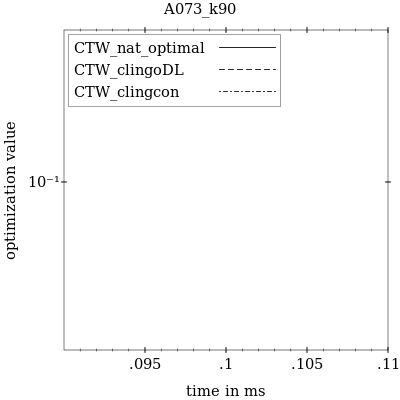 A073_k90
CTW_nat_optimal
CTW_clingoDL
CTW_clingcon
optimization value
10⁻¹
.095 .1 .105 .11
time in ms